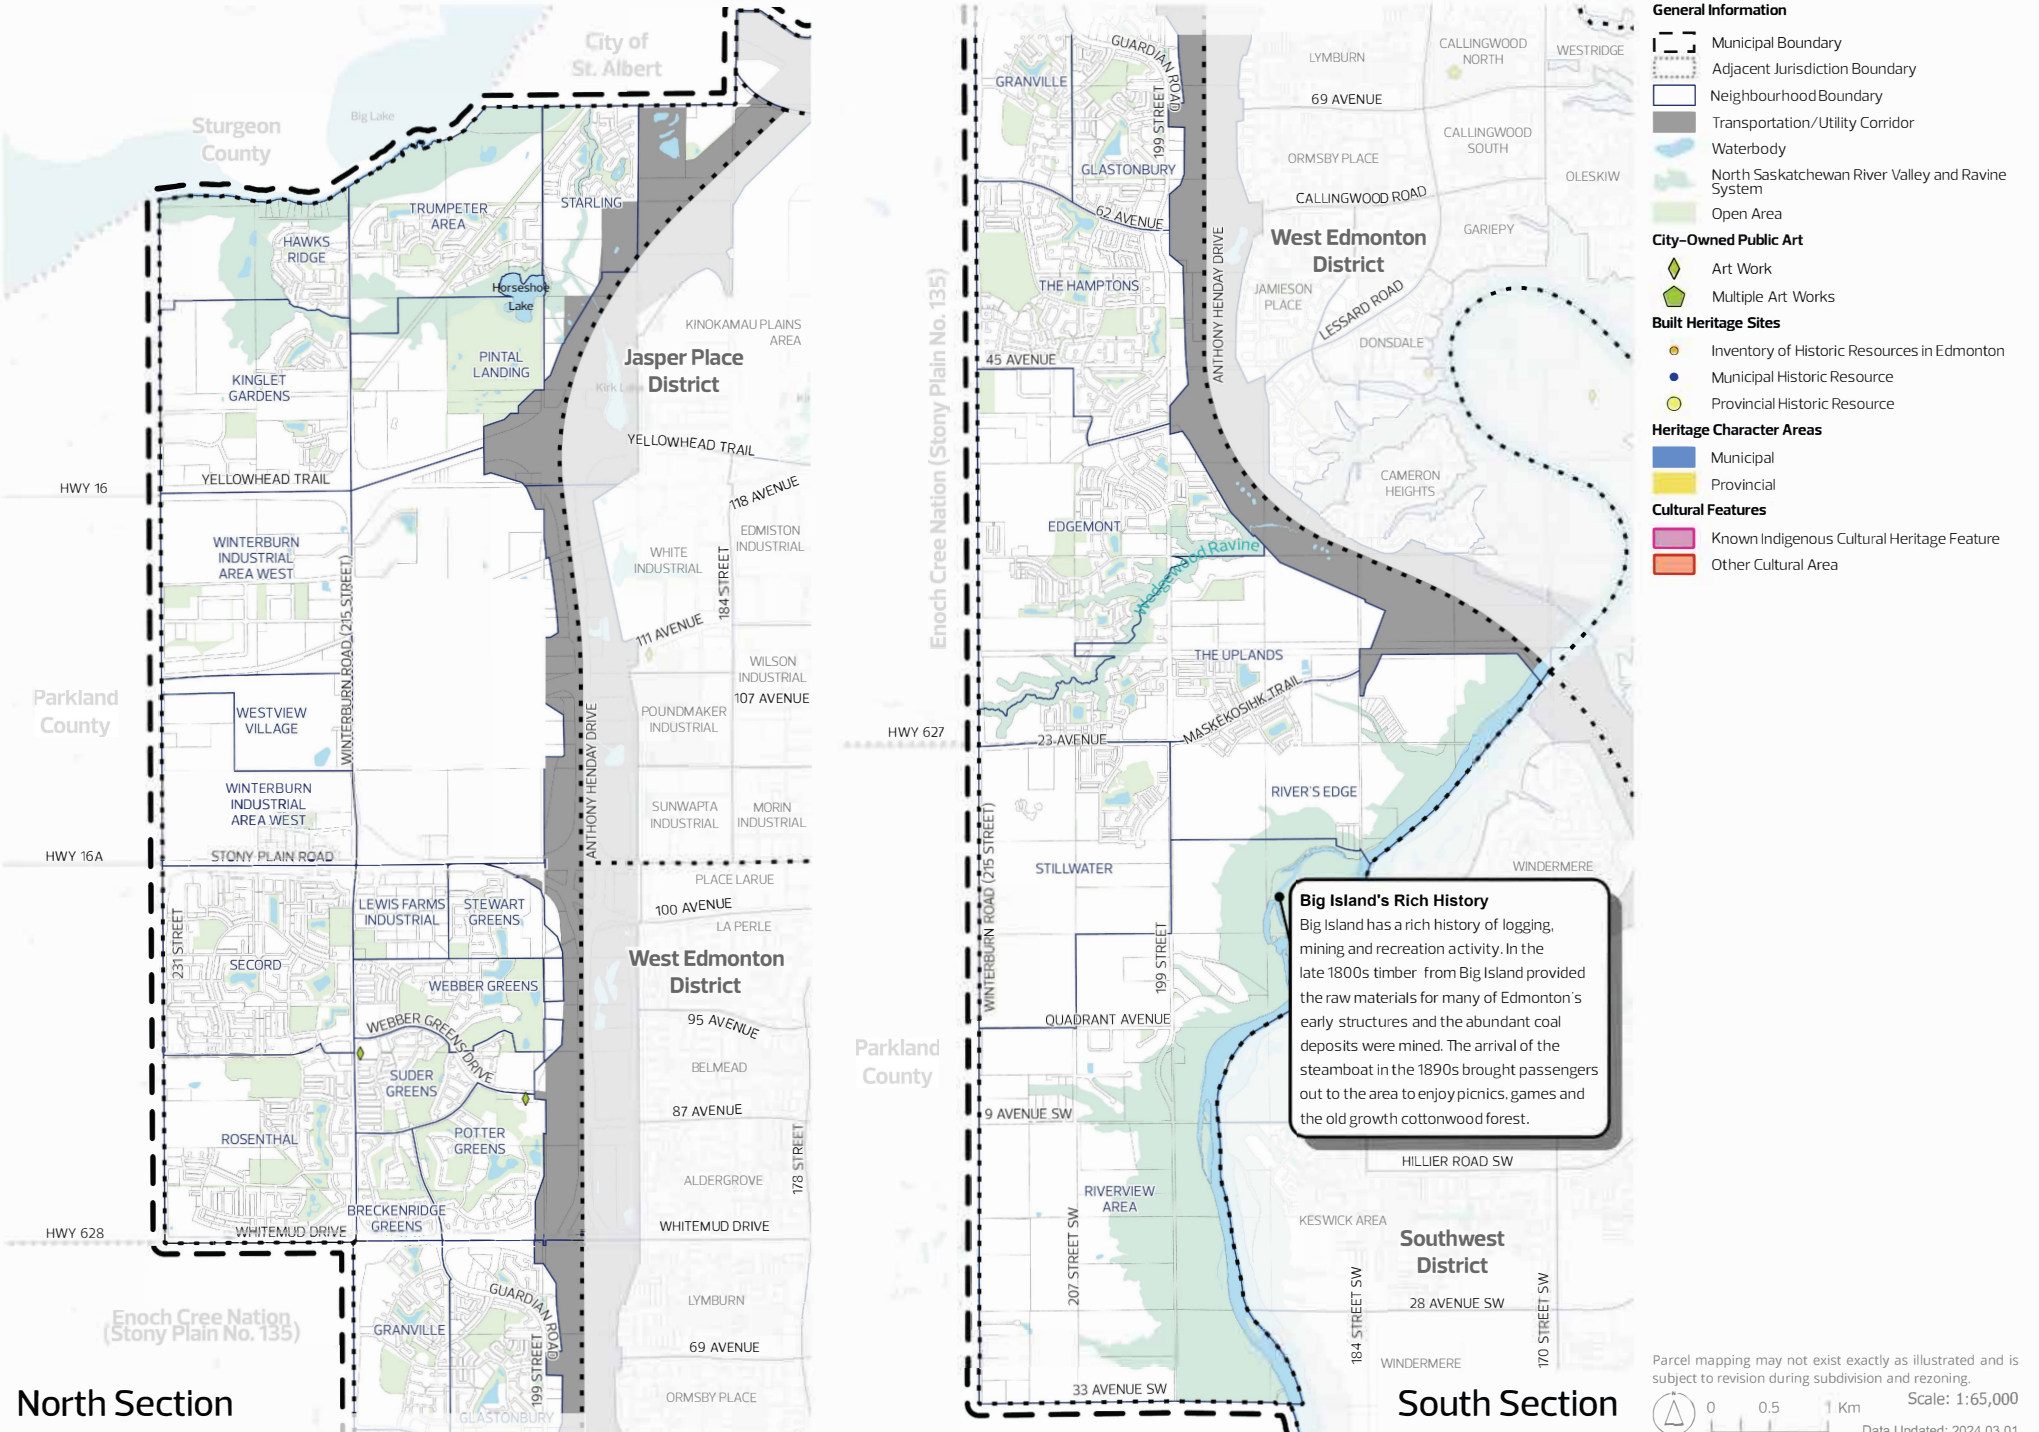 City of
St. Albert
Big Lake
Sturgeon
County
STARLING
TRUMPETER
AREA
HAWKS
RIDGE
Horseshoe
Lake
KINOKAMAU PLAINS
AREA
Jasper Place
District
PINTAL
LANDING
KINGLET
GARDENS
YELLOWHEAD TRAIL
YELLOWHEAD TRAIL
HWY 16
118 AVENUE
EDMISTON
INDUSTRIAL
WINTERBURN
INDUSTRIAL
AREA WEST
WHITE
INDUSTRIAL
184 STREET
WINTERBURN ROAD (215 STREET)
111 AVENUE
WILSON
INDUSTRIAL
107 AVENUE
Parkland
County
WESTVIEW
VILLAGE
POUNDMAKER
INDUSTRIAL
ANTHONY HENDAY DRIVE
WINTERBURN
INDUSTRIAL
AREA WEST
SUNWAPTA
INDUSTRIAL
MORIN
INDUSTRIAL
HWY 16A
STONY PLAIN ROAD
PLACE LARUE
100 AVENUE
LA PERLE
LEWIS FARMS
INDUSTRIAL
STEWART
GREENS
231 STREET
SECORD
West Edmonton
District
WEBBER GREENS
95 AVENUE
WEBBER GREENS DRIVE
BELMEAD
SUDER
GREENS
87 AVENUE
ROSENTHAL
POTTER
GREENS
178 STREET
ALDERGROVE
BRECKENRIDGE
GREENS
HWY 628
WHITEMUD DRIVE
WHITEMUD DRIVE
Enoch Cree Nation
(Stony Plain No. 135)
GUARDIAN ROAD
LYMBURN
GRANVILLE
199 STREET
69 AVENUE
ORMSBY PLACE
GLASTONBURY
North Section
GUARDIAN ROAD
GRANVILLE
199 STREET
LYMBURN
CALLINGWOOD
NORTH
WESTRIDGE
69 AVENUE
CALLINGWOOD
SOUTH
GLASTONBURY
ORMSBY PLACE
OLESKIW
CALLINGWOOD ROAD
62 AVENUE
GARIEPY
West Edmonton
District
ANTHONY HENDAY DRIVE
THE HAMPTONS
JAMIESON
PLACE
LESSARD ROAD
DONSDALE
Enoch Cree Nation (Stony Plain No. 135)
45 AVENUE
CAMERON
HEIGHTS
EDGEMONT
Wedgewood Ravine
THE UPLANDS
MASKEKOSIHK TRAIL
HWY 627
23 AVENUE
RIVER'S EDGE
WINTERBURN ROAD (215 STREET)
STILLWATER
WINDERMERE
199 STREET
Big Island's Rich History
Big Island has a rich history of logging,
mining and recreation activity. In the
late 1800s timber from Big Island provided
the raw materials for many of Edmonton's
early structures and the abundant coal
deposits were mined. The arrival of the
steamboat in the 1890s brought passengers
out to the area to enjoy picnics, games and
the old growth cottonwood forest.
QUADRANT AVENUE
Parkland
County
9 AVENUE SW
HILLIER ROAD SW
RIVERVIEW
AREA
KESWICK AREA
207 STREET SW
Southwest
District
184 STREET SW
28 AVENUE SW
170 STREET SW
WINDERMERE
33 AVENUE SW
South Section
General Information
Municipal Boundary
Adjacent Jurisdiction Boundary
Neighbourhood Boundary
Transportation/Utility Corridor
Waterbody
North Saskatchewan River Valley and Ravine
System
Open Area
City-Owned Public Art
Art Work
Multiple Art Works
Built Heritage Sites
Inventory of Historic Resources in Edmonton
Municipal Historic Resource
Provincial Historic Resource
Heritage Character Areas
Municipal
Provincial
Cultural Features
Known Indigenous Cultural Heritage Feature
Other Cultural Area
Parcel mapping may not exist exactly as illustrated and is
subject to revision during subdivision and rezoning.
Scale: 1:65,000
0 0.5 1 Km
Data Updated: 2024.03.01